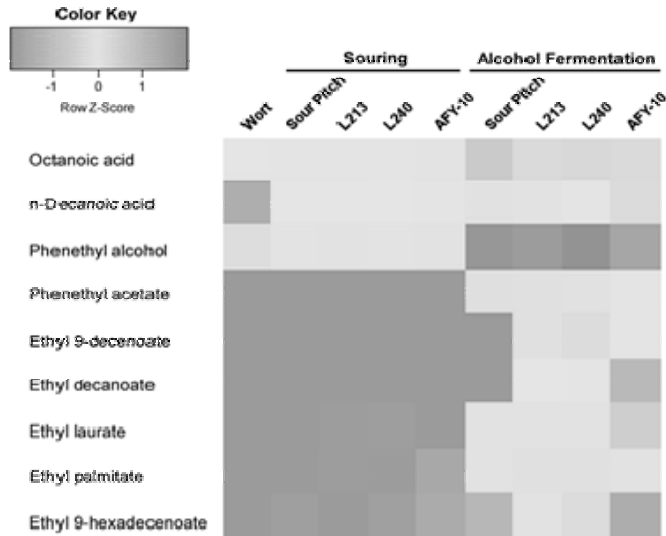 Color Key
-1 0 1
Row Z-Score
Souring Alcohol Fermentation
Wort Sour Pitch L213 L240 AFY-10 Sour Pitch L213 L240 AFY-10
Octanoic acid
n-Decanoic acid
Phenethyl alcohol
Phenethyl acetate
Ethyl 9-decenoate
Ethyl decanoate
Ethyl laurate
Ethyl palmitate
Ethyl 9-hexadecenoate